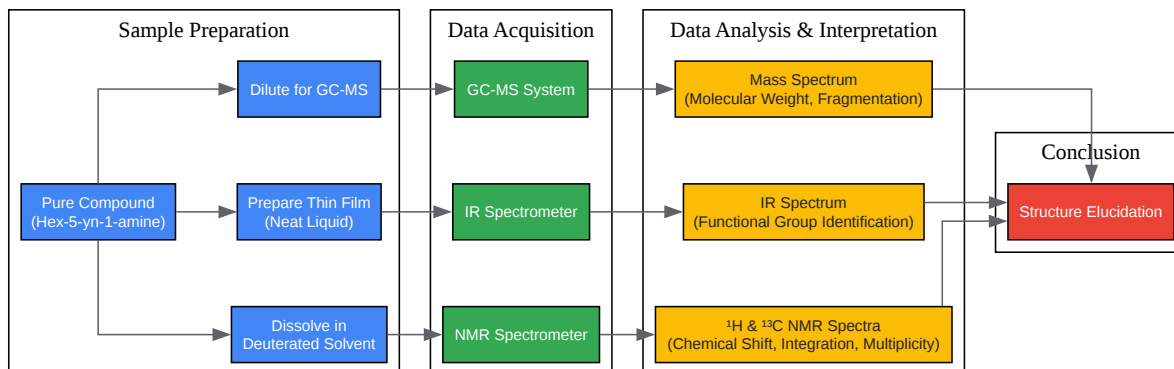 Sample Preparation
Data Acquisition
Data Analysis & Interpretation
Dilute for GC-MS
GC-MS System
Mass Spectrum
(Molecular Weight, Fragmentation)
Conclusion
Pure Compound
(Hex-5-yn-1-amine)
Prepare Thin Film
(Neat Liquid)
IR Spectrometer
IR Spectrum
(Functional Group Identification)
Structure Elucidation
Dissolve in
Deuterated Solvent
NMR Spectrometer
¹H & ¹³C NMR Spectra
(Chemical Shift, Integration, Multiplicity)